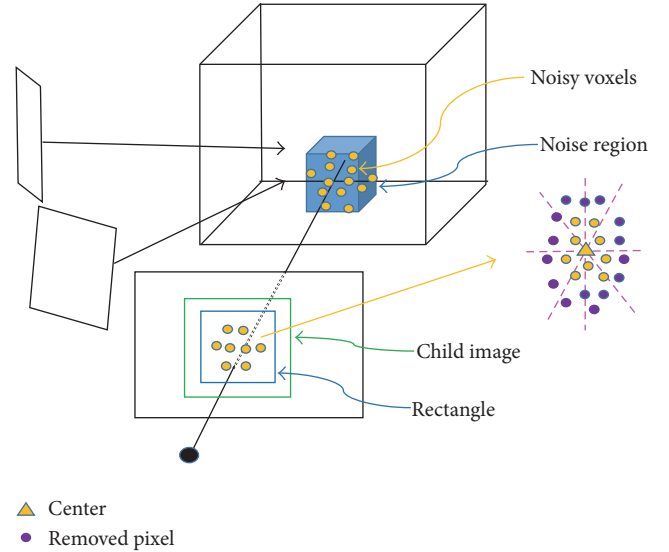 Noisy voxels
Noise region
Child image
Rectangle
Center
Removed pixel